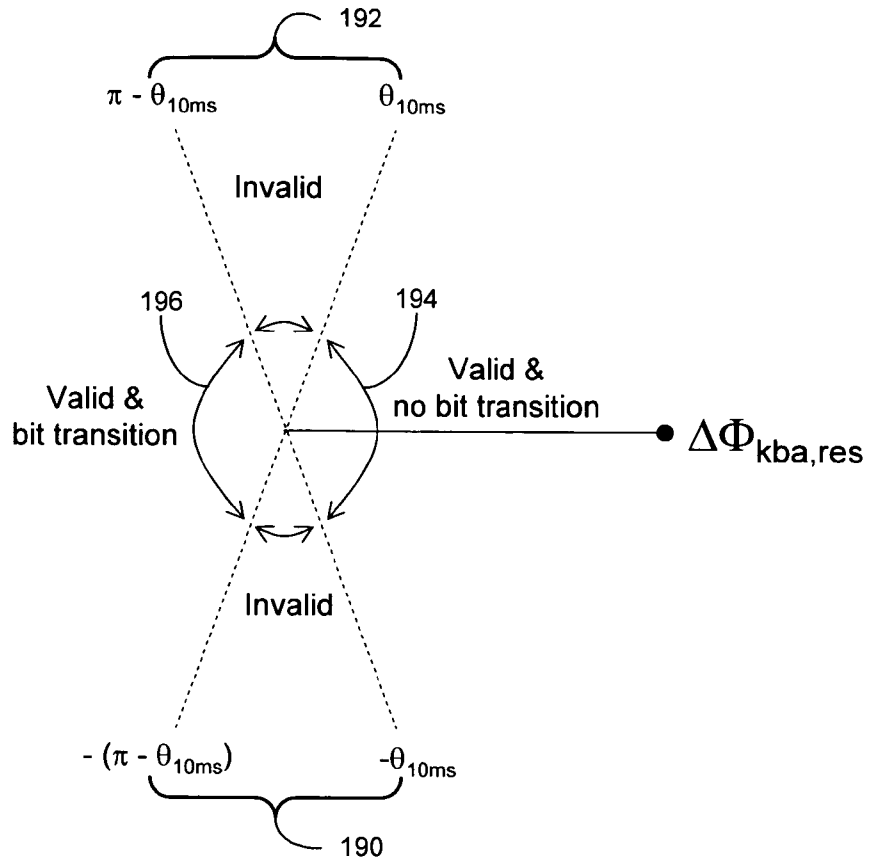 192
π - θ10ms θ10ms
Invalid
196 194
Valid &
bit transition
Valid &
no bit transition
ΔΦkba,res
Invalid
- (π - θ10ms) -θ10ms
190